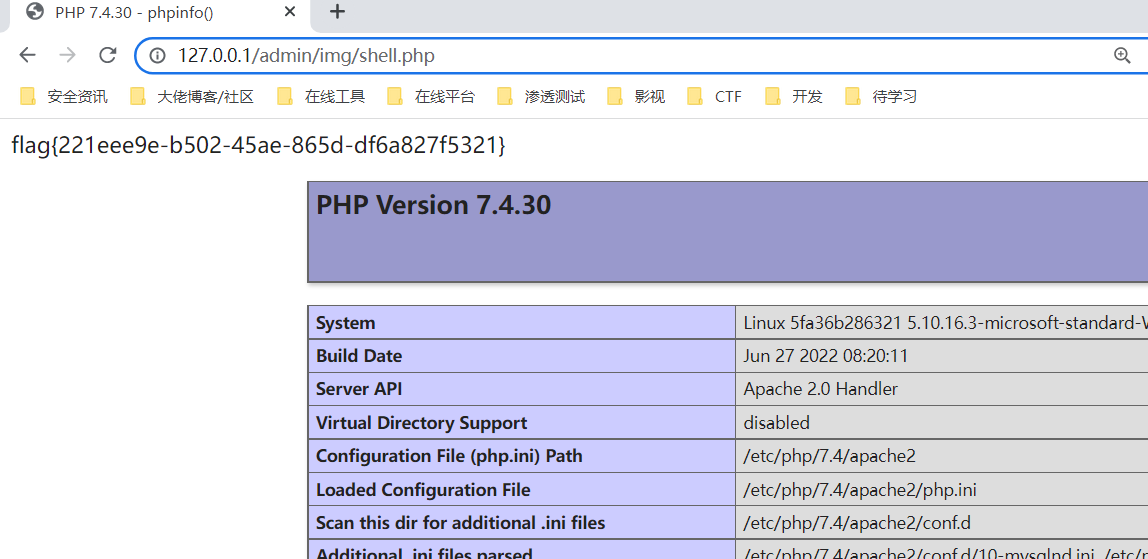 PHP 7.4.30 - phpinfo()
127.0.0.1/admin/img/shell.php
安全资讯 大佬博客/社区 在线工具 在线平台 渗透测试 影视 CTF 开发 待学习
flag{221eee9e-b502-45ae-865d-df6a827f5321}
PHP Version 7.4.30
System Linux 5fa36b286321 5.10.16.3-microsoft-standard-W
Build Date Jun 27 2022 08:20:11
Server API Apache 2.0 Handler
Virtual Directory Support disabled
Configuration File (php.ini) Path /etc/php/7.4/apache2
Loaded Configuration File /etc/php/7.4/apache2/php.ini
Scan this dir for additional .ini files /etc/php/7.4/apache2/conf.d
Additional .ini files parsed /etc/php/7.4/apache2/conf.d/10-mysqlnd.ini,